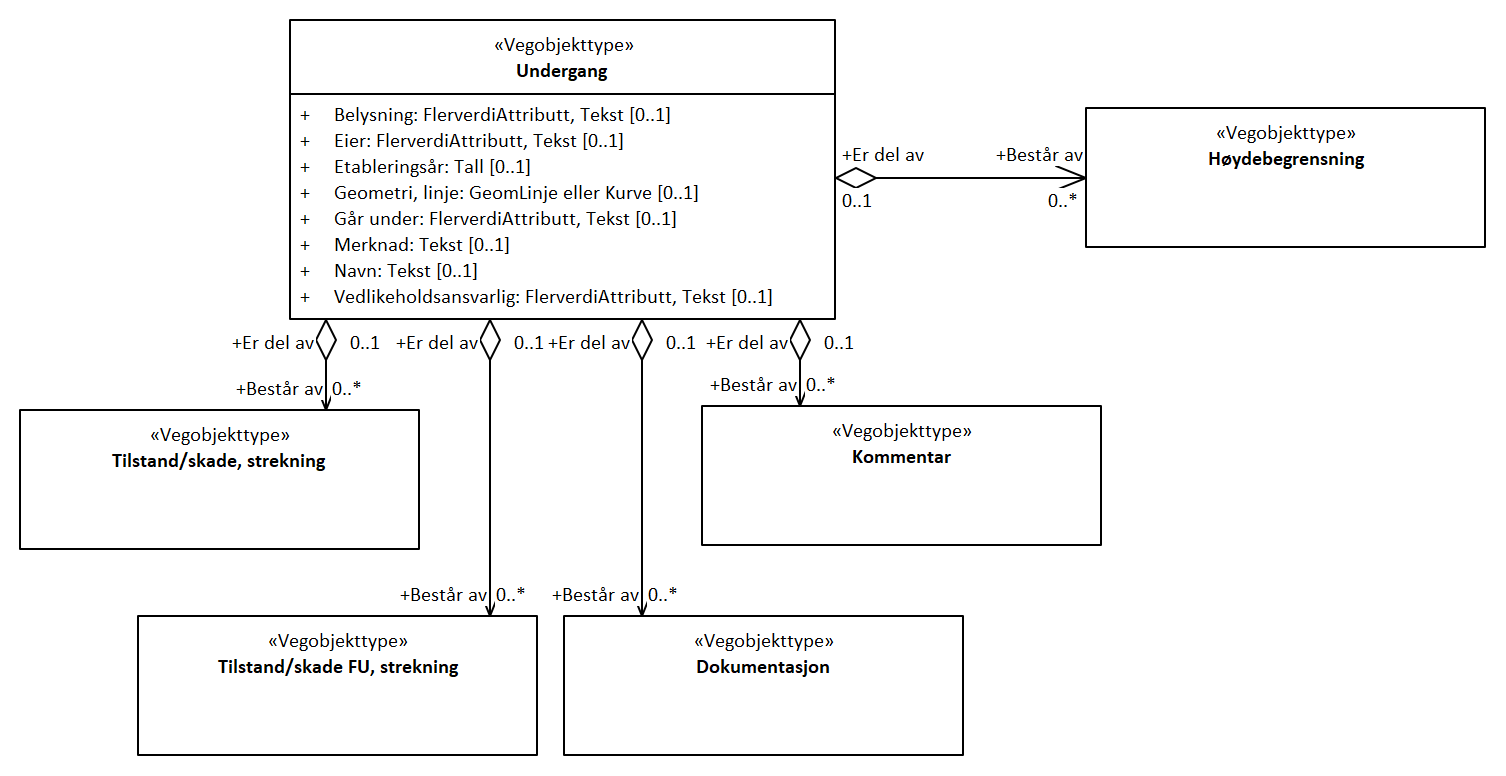 «Vegobjekttype»
Undergang
+ Belysning: FlerverdiAttributt, Tekst [0..1]
+ Eier: FlerverdiAttributt, Tekst [0..1]
+ Etableringsår: Tall [0..1]
+ Geometri, linje: GeomLinje eller Kurve [0..1]
+ Går under: FlerverdiAttributt, Tekst [0..1]
+ Merknad: Tekst [0..1]
+ Navn: Tekst [0..1]
+ Vedlikeholdsansvarlig: FlerverdiAttributt, Tekst [0..1]
+Er del av +Består av
0..1 0..*
«Vegobjekttype»
Høydebegrensning
+Er del av 0..1 +Er del av 0..1 +Er del av 0..1 +Er del av 0..1
+Består av 0..* +Består av 0..*
«Vegobjekttype»
Tilstand/skade, strekning
«Vegobjekttype»
Kommentar
+Består av 0..* +Består av 0..*
«Vegobjekttype»
Tilstand/skade FU, strekning
«Vegobjekttype»
Dokumentasjon